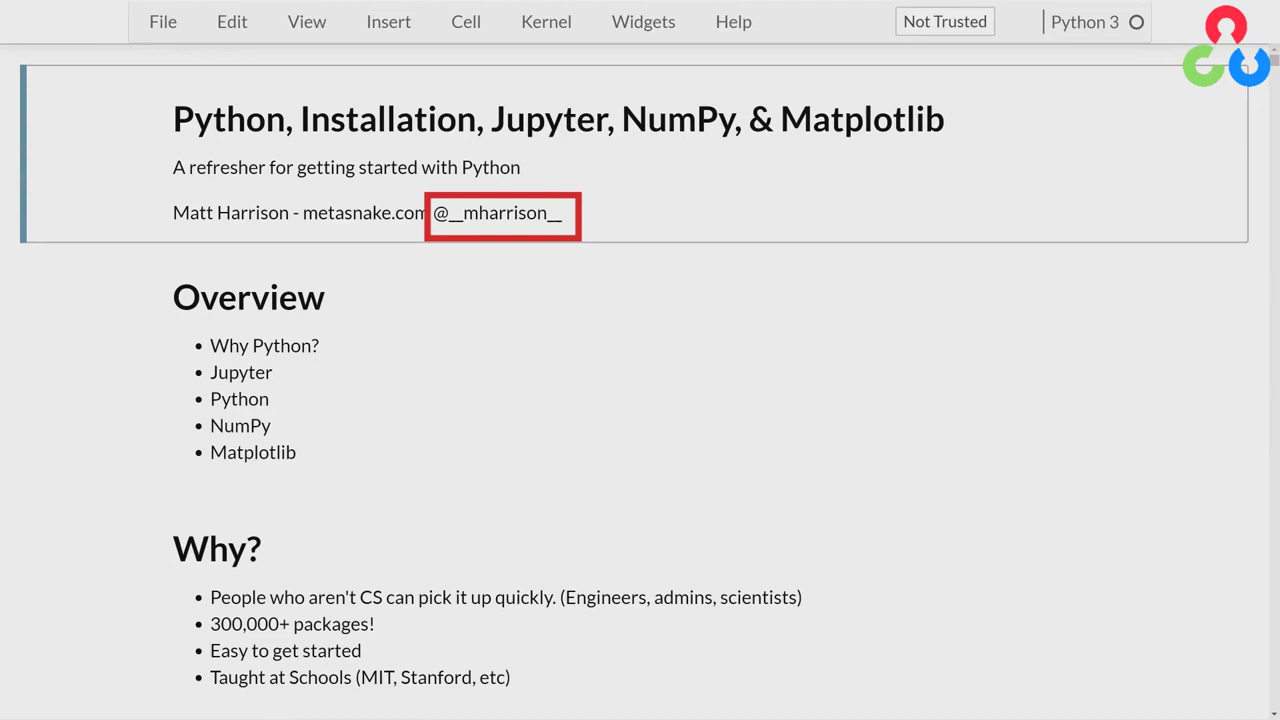 File Edit View Insert Cell Kernel Widgets Help Not Trusted Python 3
Python, Installation, Jupyter, NumPy, & Matplotlib
A refresher for getting started with Python
Matt Harrison - metasnake.com @__mharrison__
Overview
• Why Python?
• Jupyter
• Python
• NumPy
• Matplotlib
Why?
• People who aren't CS can pick it up quickly. (Engineers, admins, scientists)
• 300,000+ packages!
• Easy to get started
• Taught at Schools (MIT, Stanford, etc)